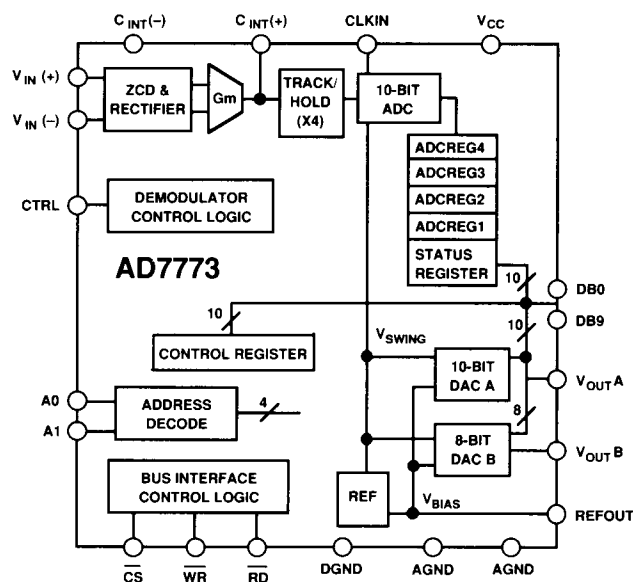 C INT(–)
C INT(+)
CLKIN
VCC
VIN (+)
VIN (–)
ZCD &
RECTIFIER
Gm
TRACK/
HOLD
(X4)
10-BIT
ADC
ADCREG4
ADCREG3
ADCREG2
ADCREG1
STATUS
REGISTER
CTRL
DEMODULATOR
CONTROL LOGIC
AD7773
10
DB0
DB9
10
10
CONTROL REGISTER
VSWING
10-BIT
DAC A
VOUT A
A0
A1
ADDRESS
DECODE
4
8
8-BIT
DAC B
VOUT B
BUS INTERFACE
CONTROL LOGIC
REF
VBIAS
REFOUT
CS
WR
RD
DGND
AGND
AGND